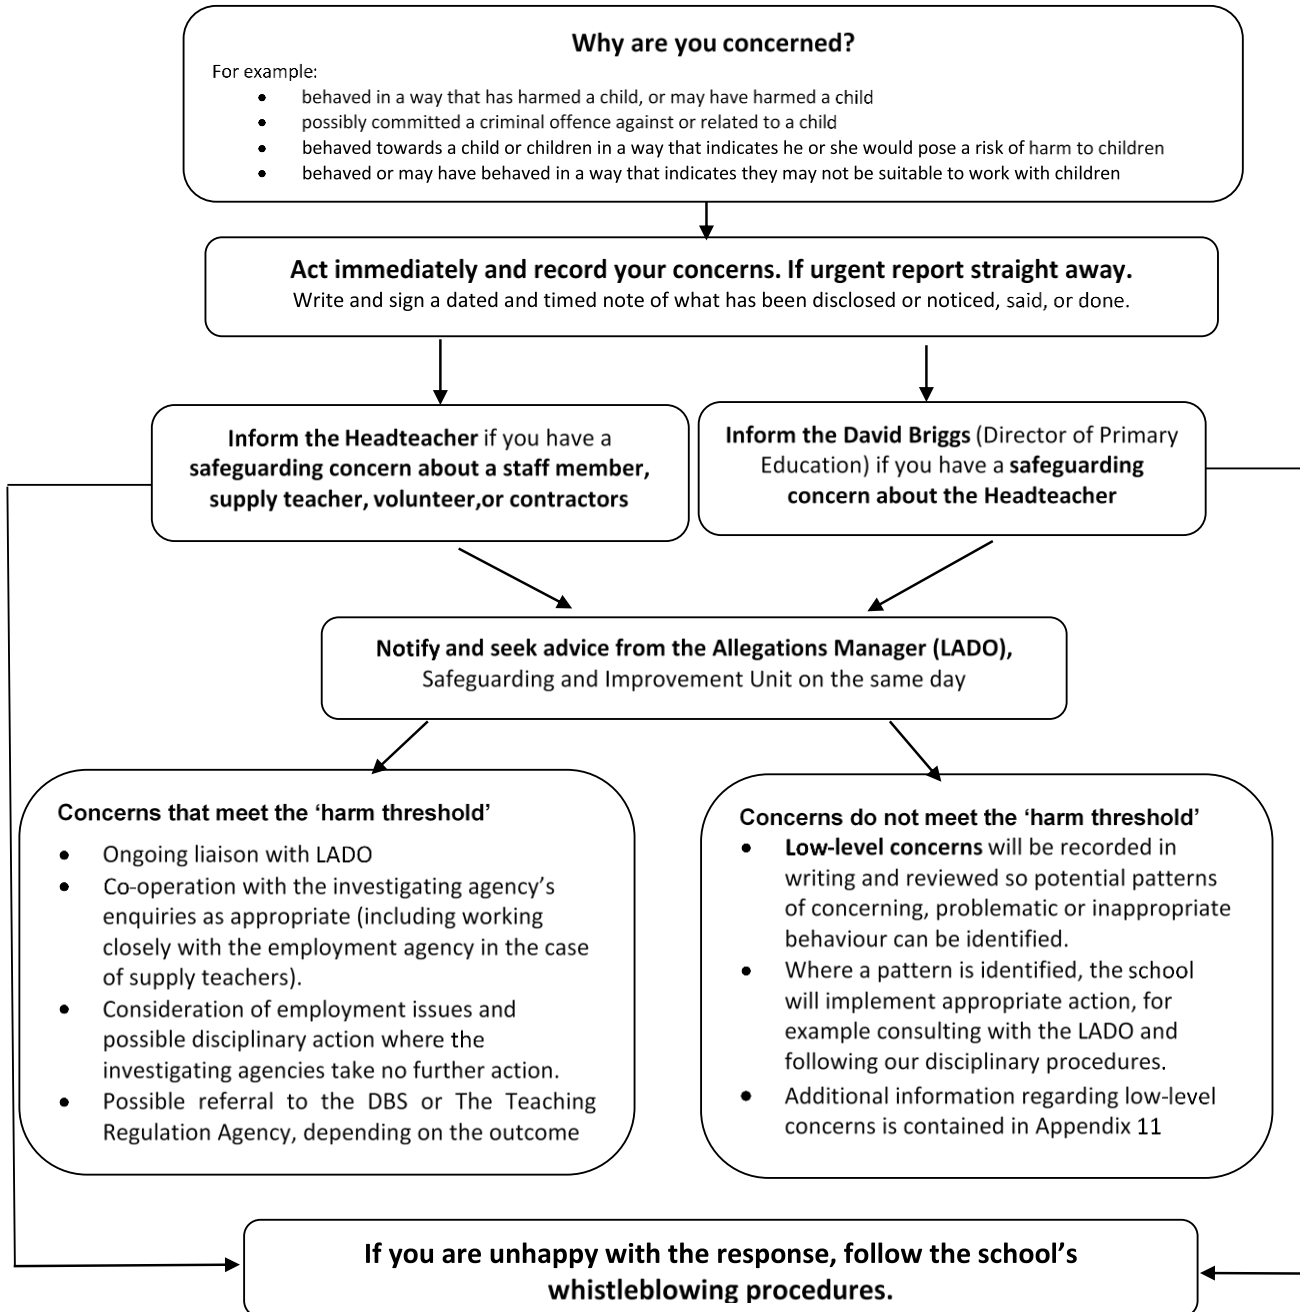 Why are you concerned?
For example:
• behaved in a way that has harmed a child, or may have harmed a child
• possibly committed a criminal offence against or related to a child
• behaved towards a child or children in a way that indicates he or she would pose a risk of harm to children
• behaved or may have behaved in a way that indicates they may not be suitable to work with children
Act immediately and record your concerns. If urgent report straight away.
Write and sign a dated and timed note of what has been disclosed or noticed, said, or done.
Inform the Headteacher if you have a
safeguarding concern about a staff member,
supply teacher, volunteer,or contractors
Inform the David Briggs (Director of Primary
Education) if you have a safeguarding
concern about the Headteacher
Notify and seek advice from the Allegations Manager (LADO),
Safeguarding and Improvement Unit on the same day
Concerns that meet the ‘harm threshold’
• Ongoing liaison with LADO
• Co-operation with the investigating agency’s
enquiries as appropriate (including working
closely with the employment agency in the case
of supply teachers).
• Consideration of employment issues and
possible disciplinary action where the
investigating agencies take no further action.
• Possible referral to the DBS or The Teaching
Regulation Agency, depending on the outcome
Concerns do not meet the ‘harm threshold’
• Low-level concerns will be recorded in
writing and reviewed so potential patterns
of concerning, problematic or inappropriate
behaviour can be identified.
• Where a pattern is identified, the school
will implement appropriate action, for
example consulting with the LADO and
following our disciplinary procedures.
• Additional information regarding low-level
concerns is contained in Appendix 11
If you are unhappy with the response, follow the school’s
whistleblowing procedures.